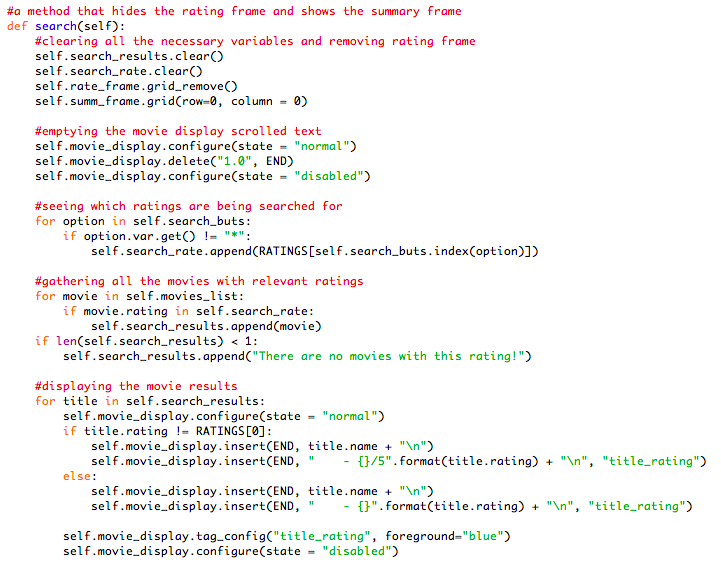 #a method that hides the rating frame and shows the summary frame
def search(self):
    #clearing all the necessary variables and removing rating frame
    self.search_results.clear()
    self.search_rate.clear()
    self.rate_frame.grid_remove()
    self.summ_frame.grid(row=0, column = 0)

    #emptying the movie display scrolled text
    self.movie_display.configure(state = "normal")
    self.movie_display.delete("1.0", END)
    self.movie_display.configure(state = "disabled")

    #seeing which ratings are being searched for
    for option in self.search_buts:
        if option.var.get() != "*":
            self.search_rate.append(RATINGS[self.search_buts.index(option)])

    #gathering all the movies with relevant ratings
    for movie in self.movies_list:
        if movie.rating in self.search_rate:
            self.search_results.append(movie)
    if len(self.search_results) < 1:
        self.search_results.append("There are no movies with this rating!")

    #displaying the movie results
    for title in self.search_results:
        self.movie_display.configure(state = "normal")
        if title.rating != RATINGS[0]:
            self.movie_display.insert(END, title.name + "\n")
            self.movie_display.insert(END, "    - {}/5".format(title.rating) + "\n", "title_rating")
        else:
            self.movie_display.insert(END, title.name + "\n")
            self.movie_display.insert(END, "    - {}".format(title.rating) + "\n", "title_rating")

        self.movie_display.tag_config("title_rating", foreground="blue")
        self.movie_display.configure(state = "disabled")